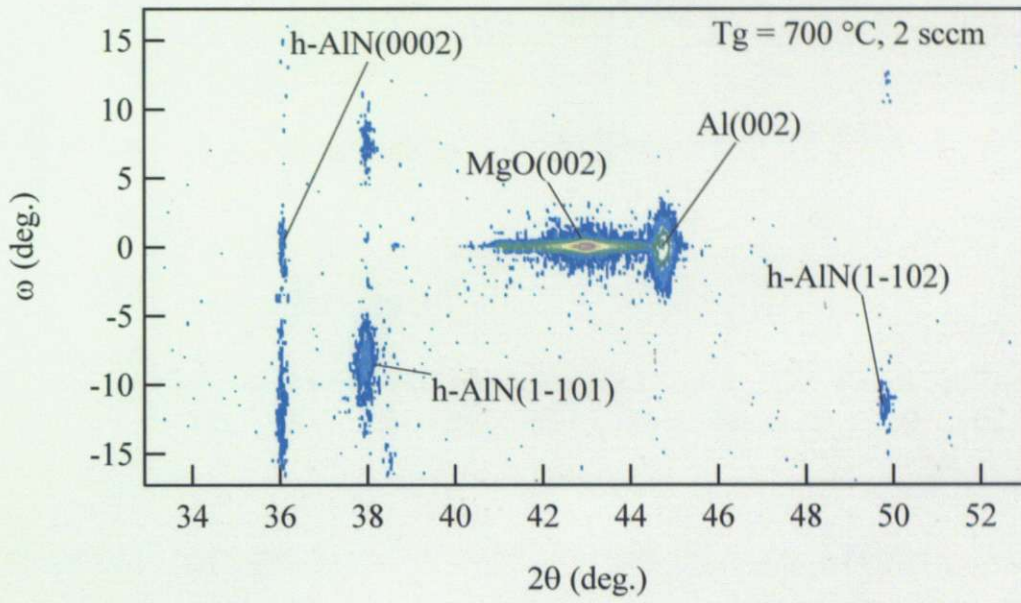 Tg = 700 °C, 2 sccm
h-AlN(0002)
Al(002)
MgO(002)
h-AlN(1-102)
h-AlN(1-101)
ω (deg.)
15
10
5
0
-5
-10
-15
34 36 38 40 42 44 46 48 50 52
2θ (deg.)